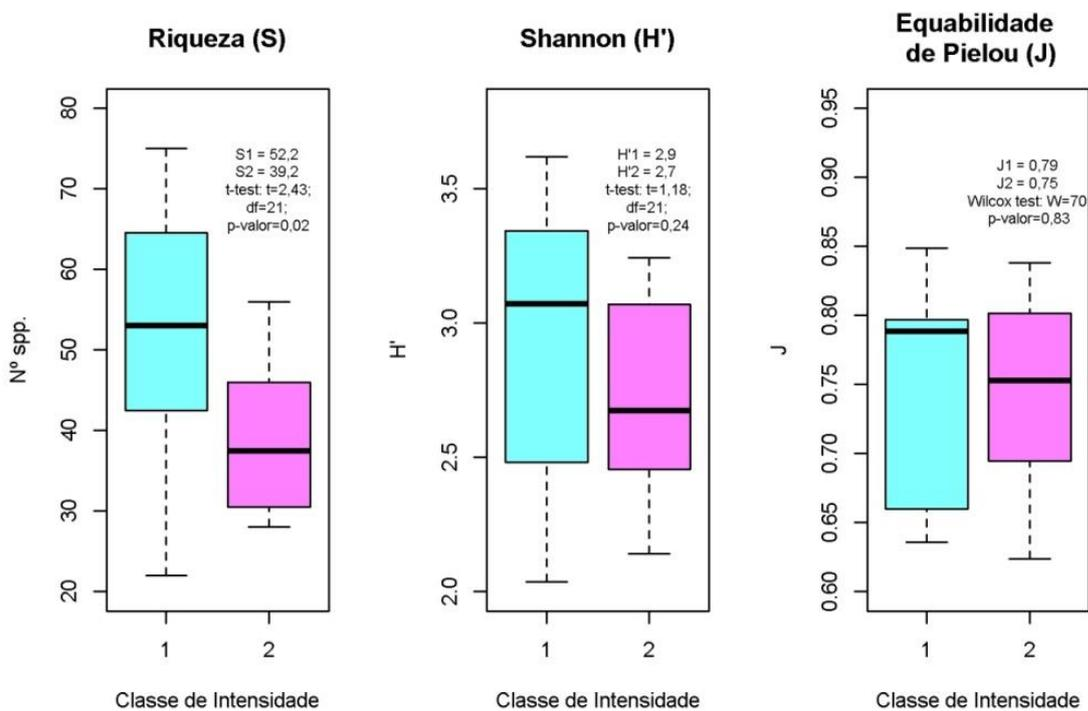 Riqueza (S)
80
70
60
50
40
30
20
Nº spp.
S1 = 52,2
S2 = 39,2
t-test: t=2,43;
df=21;
p-valor=0,02
1
2
Classe de Intensidade
Shannon (H')
3.5
3.0
2.5
2.0
H'
H'1 = 2,9
H'2 = 2,7
t-test: t=1,18;
df=21;
p-valor=0,24
1
2
Classe de Intensidade
Equabilidade
de Pielou (J)
0.95
0.90
0.85
0.80
0.75
0.70
0.65
0.60
J
J1 = 0,79
J2 = 0,75
Wilcox test: W=70
p-valor=0,83
1
2
Classe de Intensidade